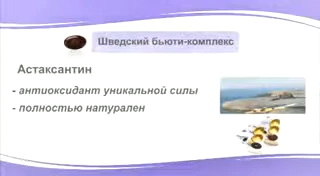 Шведский бьюти-комплекс
Астаксантин
- антиоксидант уникальной силы
- полностью натурален